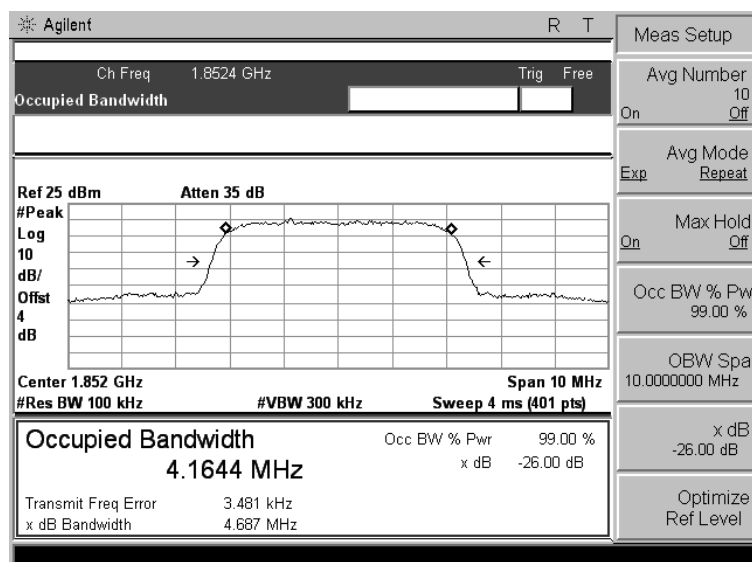 Agilent R T
Ch Freq 1.8524 GHz Trig Free
Occupied Bandwidth
Ref 25 dBm Atten 35 dB
#Peak
Log
10
dB/
Offst
4
dB
Center 1.852 GHz Span 10 MHz
#Res BW 100 kHz #VBW 300 kHz Sweep 4 ms (401 pts)
Occupied Bandwidth
4.1644 MHz
Occ BW % Pwr 99.00 %
x dB -26.00 dB
Transmit Freq Error 3.481 kHz
x dB Bandwidth 4.687 MHz
Meas Setup
Avg Number
10
On Off
Avg Mode
Exp Repeat
Max Hold
On Off
Occ BW % Pw
99.00 %
OBW Spa
10.0000000 MHz
x dB
-26.00 dB
Optimize
Ref Level